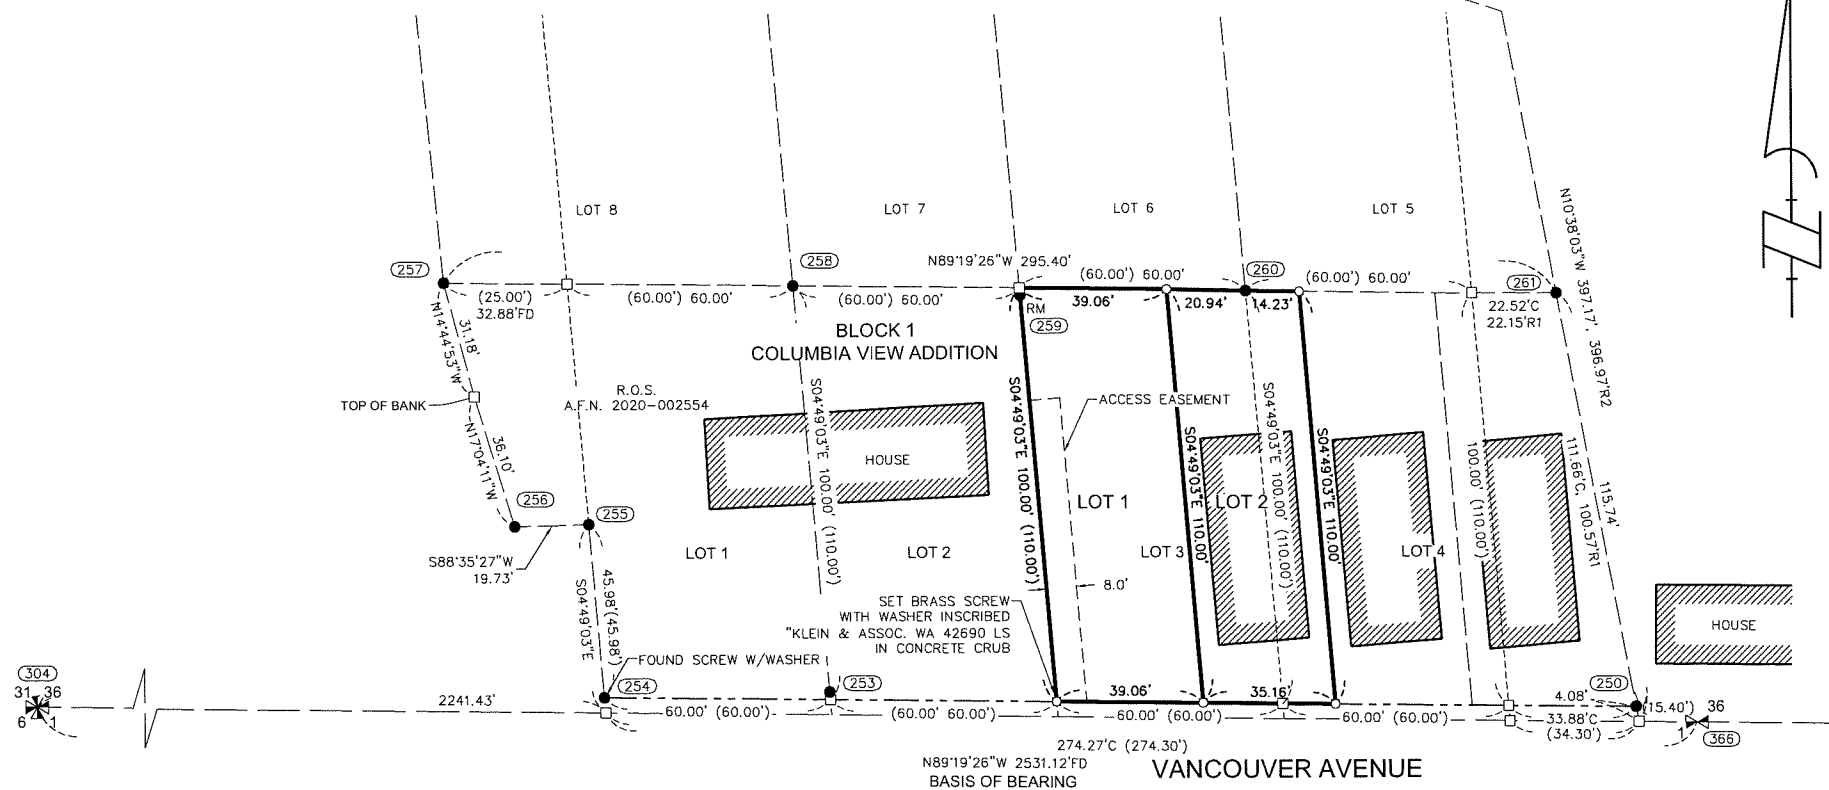 LOT 8
LOT 7
LOT 6
LOT 5
257
258
N89°19'26"W 295.40'
260
261
(25.00')
32.88'FD
(60.00') 60.00'
(60.00') 60.00'
(60.00') 60.00'
(60.00') 60.00'
39.06'
20.94'
14.23'
22.52'C
22.15'R1
RM
259
N10°38'03"W 397.17', 396.97'R2
N14°44'53"W
31.18'
BLOCK 1
COLUMBIA VIEW ADDITION
TOP OF BANK
R.O.S.
A.F.N. 2020-002554
ACCESS EASEMENT
N17°04'11"W
36.10'
HOUSE
S04°49'03"E 100.00' (110.00')
S04°49'03"E 100.00' (110.00')
S04°49'03"E 110.00'
S04°49'03"E 100.00' (110.00')
S04°49'03"E 110.00'
100.00' (110.00')
115.74'
111.66'C, 100.57'R1
256
255
LOT 1
LOT 2
LOT 1
LOT 2
LOT 3
LOT 4
S88°35'27"W
19.73'
45.98'(45.98')
S04°49'03"E
8.0'
SET BRASS SCREW
WITH WASHER INSCRIBED
"KLEIN & ASSOC. WA 42690 LS
IN CONCRETE CRUB
HOUSE
FOUND SCREW W/WASHER
304
31 36
6 1
254
253
250
2241.43'
39.06'
35.16'
4.08'
(15.40')
36
1
366
60.00' (60.00')
(60.00' 60.00')
60.00' (60.00')
60.00' (60.00')
33.88'C
(34.30')
274.27'C (274.30')
N89°19'26"W 2531.12'FD
BASIS OF BEARING
VANCOUVER AVENUE